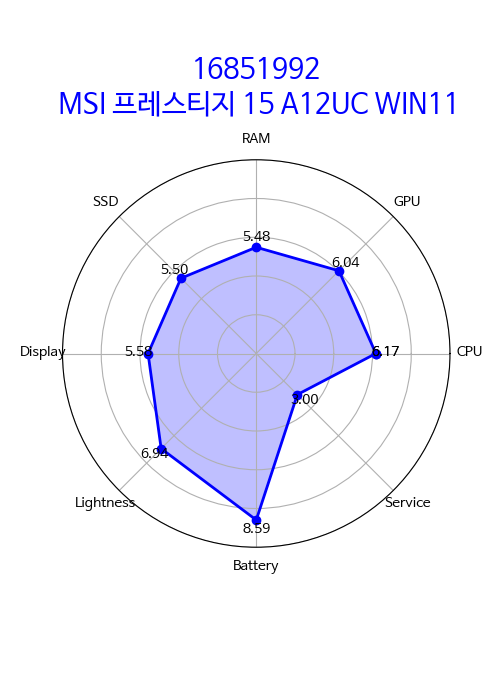 16851992
MSI 프레스티지 15 A12UC WIN11
RAM
SSD
GPU
5.48
5.50
6.04
Display
5.58
6.17
CPU
3.00
6.94
Lightness
Service
8.59
Battery